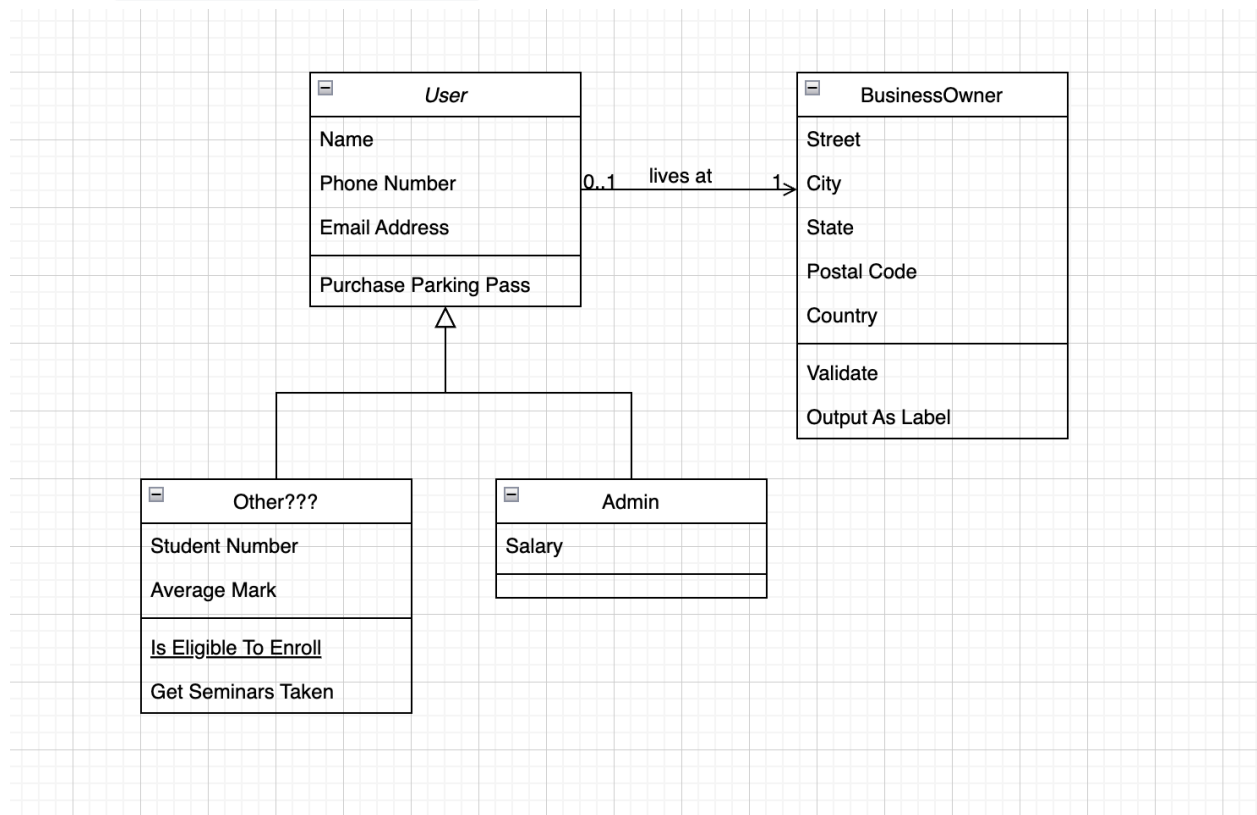 User
Name
Phone Number
Email Address
Purchase Parking Pass
0..1
lives at
1
BusinessOwner
Street
City
State
Postal Code
Country
Validate
Output As Label
Other???
Student Number
Average Mark
Is Eligible To Enroll
Get Seminars Taken
Admin
Salary